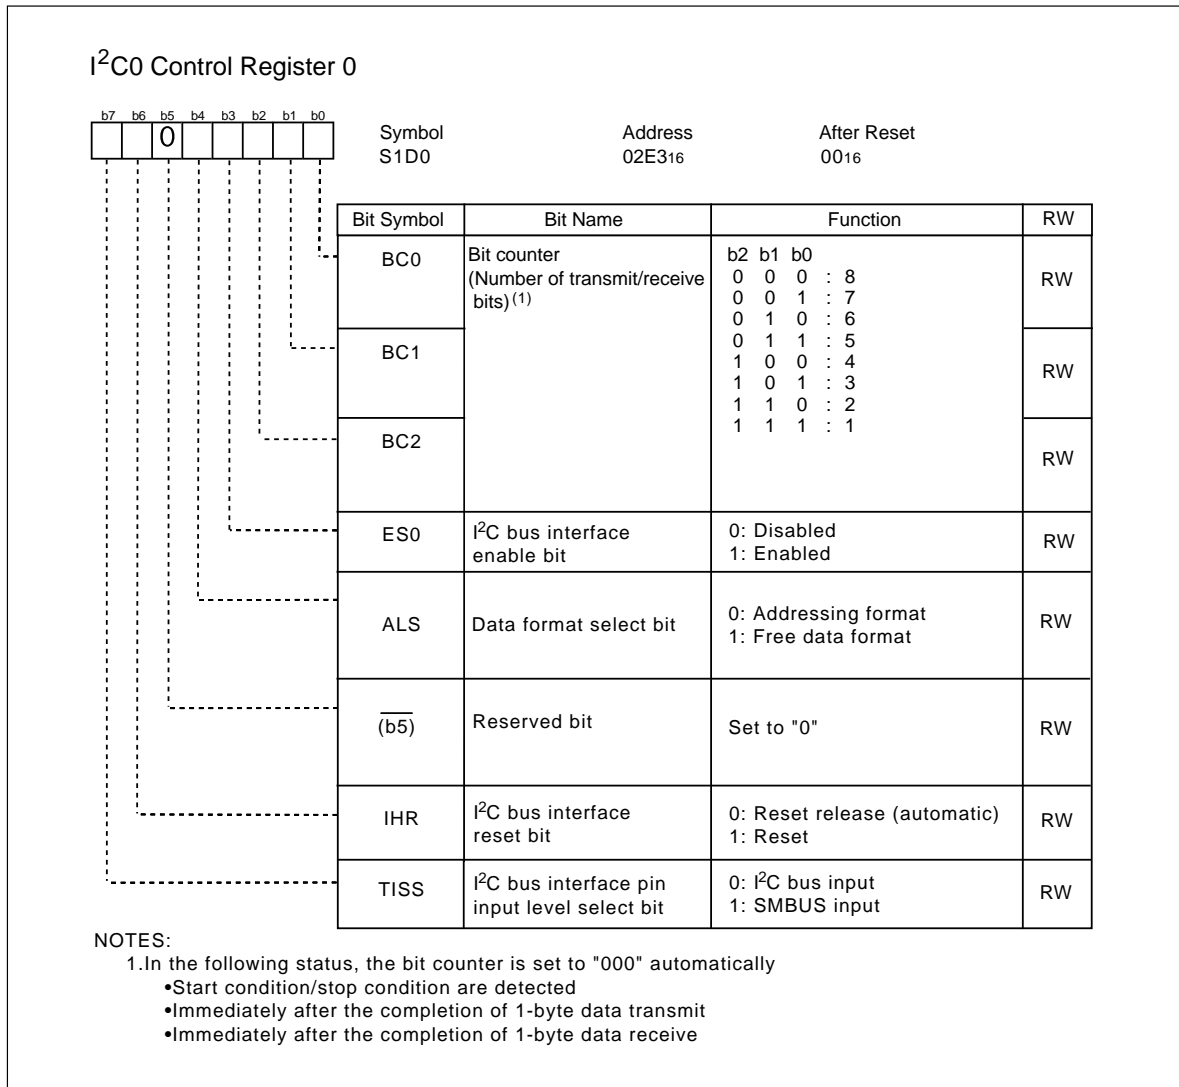 I²C0 Control Register 0
b7 b6 b5 b4 b3 b2 b1 b0
0
Symbol Address After Reset
S1D0 02E316 0016
Bit Symbol Bit Name Function RW
BC0 Bit counter b2 b1 b0 RW
(Number of transmit/receive 0 0 0 : 8
bits)(1) 0 0 1 : 7
0 1 0 : 6
BC1 0 1 1 : 5 RW
1 0 0 : 4
1 0 1 : 3
1 1 0 : 2
1 1 1 : 1
BC2 RW
ES0 I²C bus interface 0: Disabled RW
enable bit 1: Enabled
ALS Data format select bit 0: Addressing format RW
1: Free data format
(b5) Reserved bit Set to "0" RW
IHR I²C bus interface 0: Reset release (automatic) RW
reset bit 1: Reset
TISS I²C bus interface pin 0: I²C bus input RW
input level select bit 1: SMBUS input
NOTES:
1.In the following status, the bit counter is set to "000" automatically
•Start condition/stop condition are detected
•Immediately after the completion of 1-byte data transmit
•Immediately after the completion of 1-byte data receive